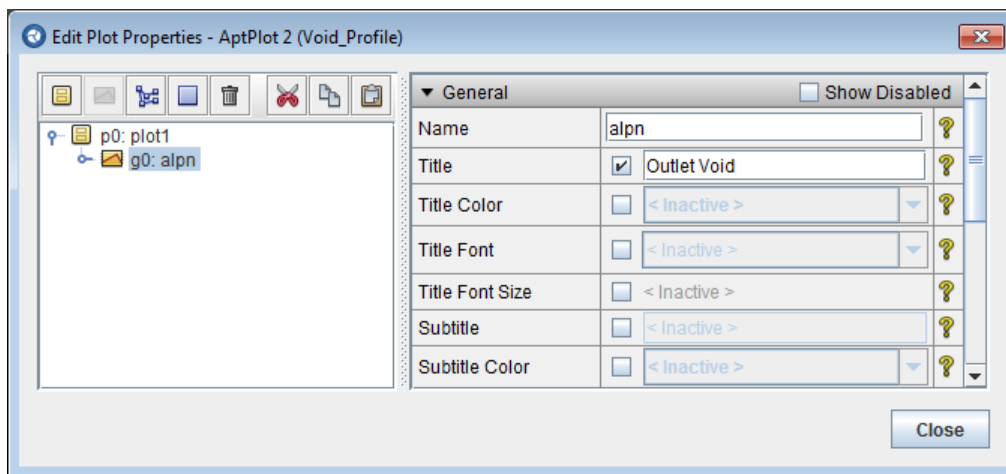 Edit Plot Properties - AptPlot 2 (Void_Profile)
General
Show Disabled
p0: plot1
g0: alpn
Name
alpn
Title
Outlet Void
Title Color
< Inactive >
Title Font
< Inactive >
Title Font Size
< Inactive >
Subtitle
< Inactive >
Subtitle Color
< Inactive >
Close